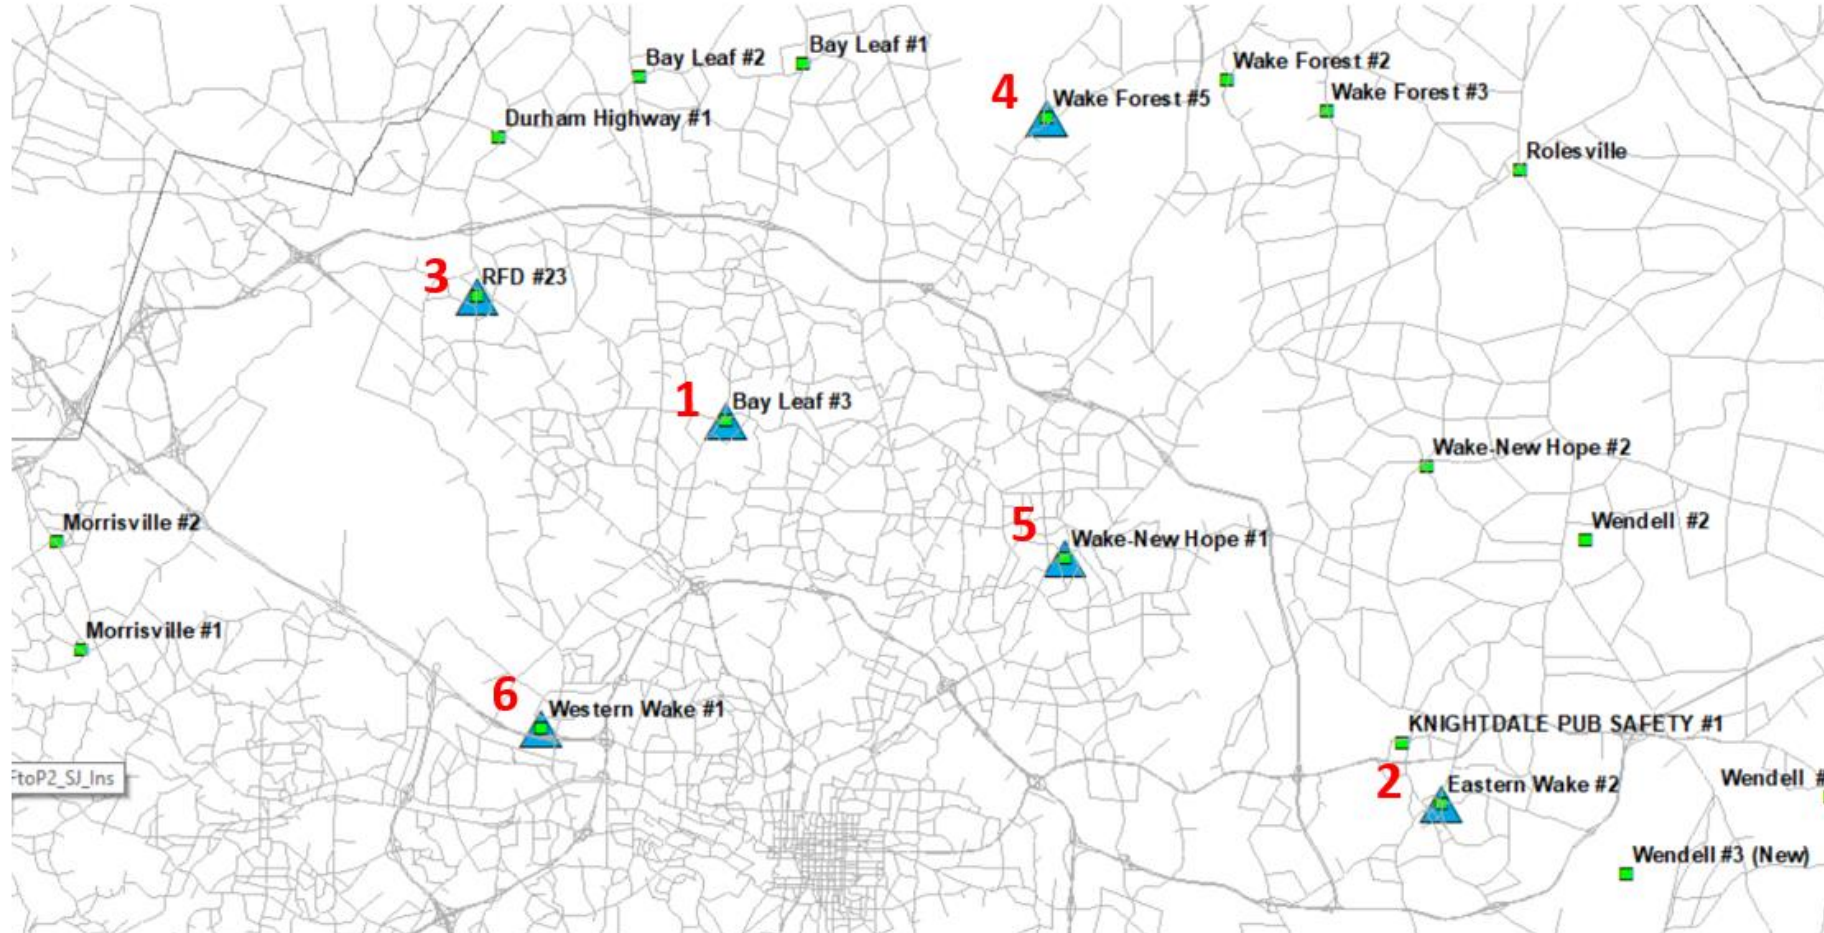 Bay Leaf #2
Bay Leaf #1
Wake Forest #2
4
Wake Forest #5
Wake Forest #3
Durham Highway #1
Rolesville
3
RFD #23
1
Bay Leaf #3
Wake-New Hope #2
Morrisville #2
5
Wake-New Hope #1
Wendell #2
Morrisville #1
6
Western Wake #1
KNIGHTDALE PUB SAFETY #1
FtoP2_SJ_Ins
2
Eastern Wake #2
Wendell #
Wendell #3 (New)